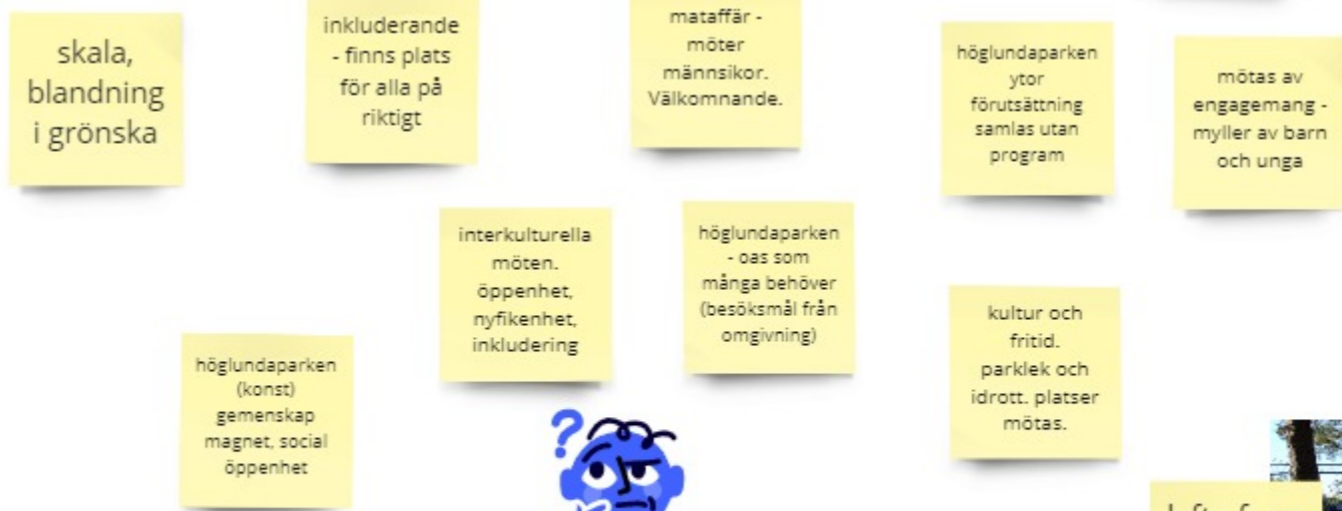 skala,
blandning
i grönska
inkluderande
- finns plats
för alla på
riktigt
mataffär -
möter
männsikor.
Välkomnande.
höglundaparken
ytor
förutsättning
samlas utan
program
mötas av
engagemang -
myller av barn
och unga
interkulturella
möten.
öppenhet,
nyfikenhet,
inkludering
höglundaparken
- oas som
många behöver
(besöksmål från
omgivning)
kultur och
fritid.
parklek och
idrott. platser
mötas.
höglundaparken
(konst)
gemenskap
magnet, social
öppenhet
?